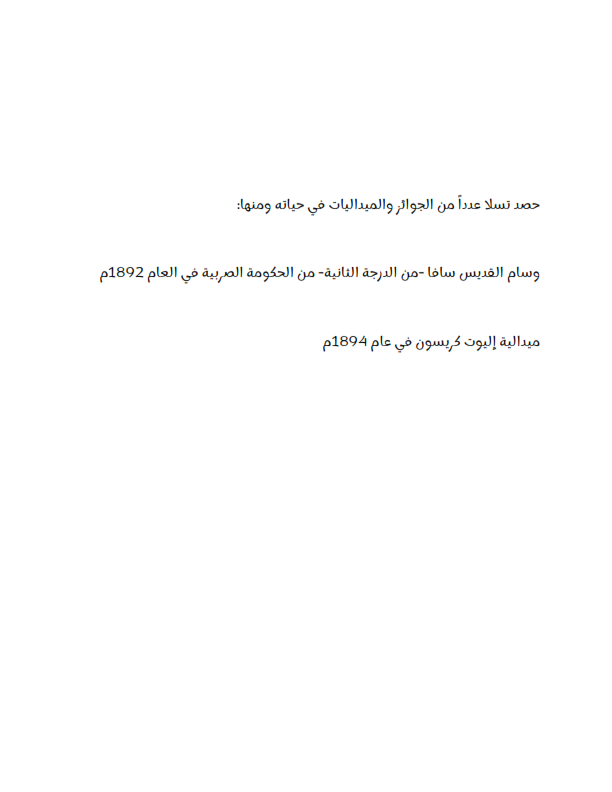 حصد تسلا عدداً من الجوائز والميداليات في حياته ومنها:
وسام القديس سافا -من الدرجة الثانية- من الحكومة الصربية في العام 1892م
ميدالية إليوت كريسون في عام 1894م